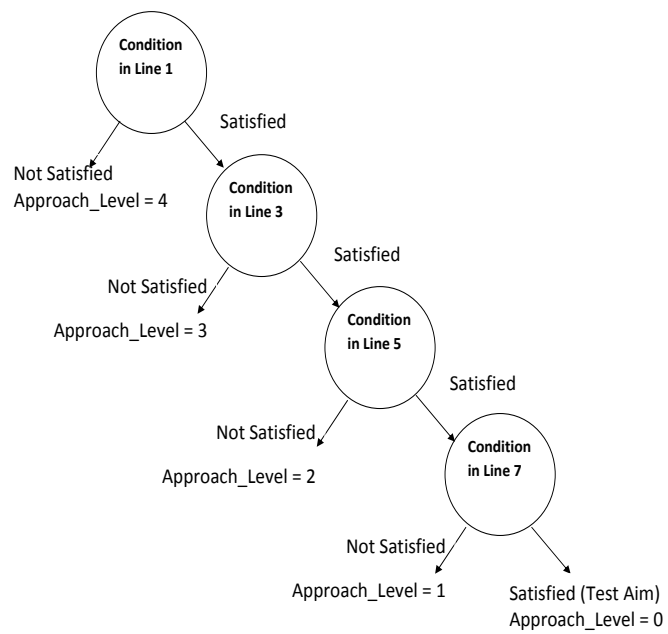 Condition
in Line 1
Satisfied
Not Satisfied
Approach_Level = 4
Condition
in Line 3
Satisfied
Not Satisfied
Approach_Level = 3
Condition
in Line 5
Satisfied
Not Satisfied
Approach_Level = 2
Condition
in Line 7
Not Satisfied
Approach_Level = 1
Satisfied (Test Aim)
Approach_Level = 0